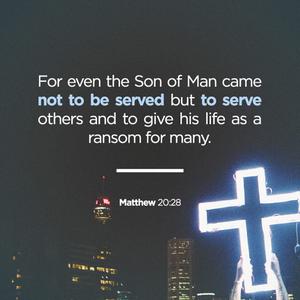 For even the Son of Man came
not to be served but to serve
others and to give his life as a
ransom for many.
Matthew 20:28